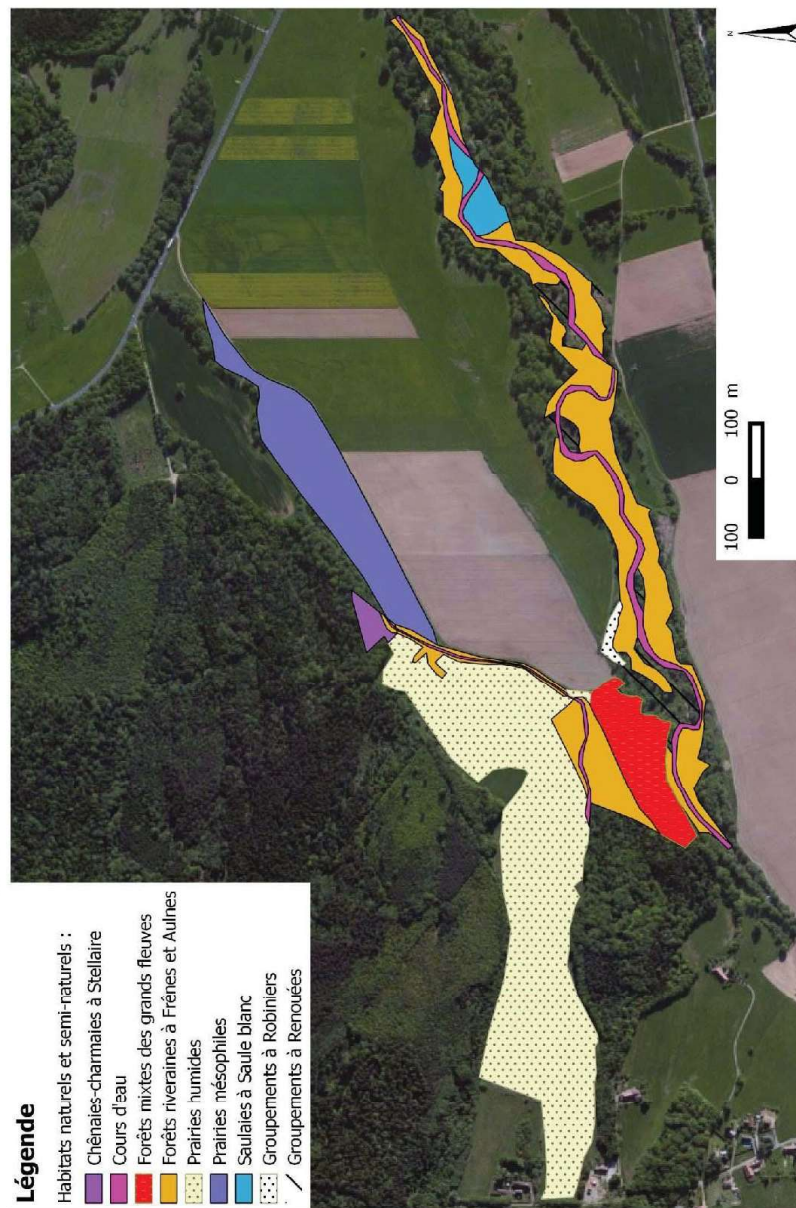 Légende
Habitats naturels et semi-naturels :
Chênaies-charmaies à Stellaire
Cours d'eau
Forêts mixtes des grands fleuves
Forêts riveraines à Frênes et Aulnes
Prairies humides
Prairies mésophiles
Saulaies à Saule blanc
Groupements à Robiniers
Groupements à Renouées
100 0 100 m
N